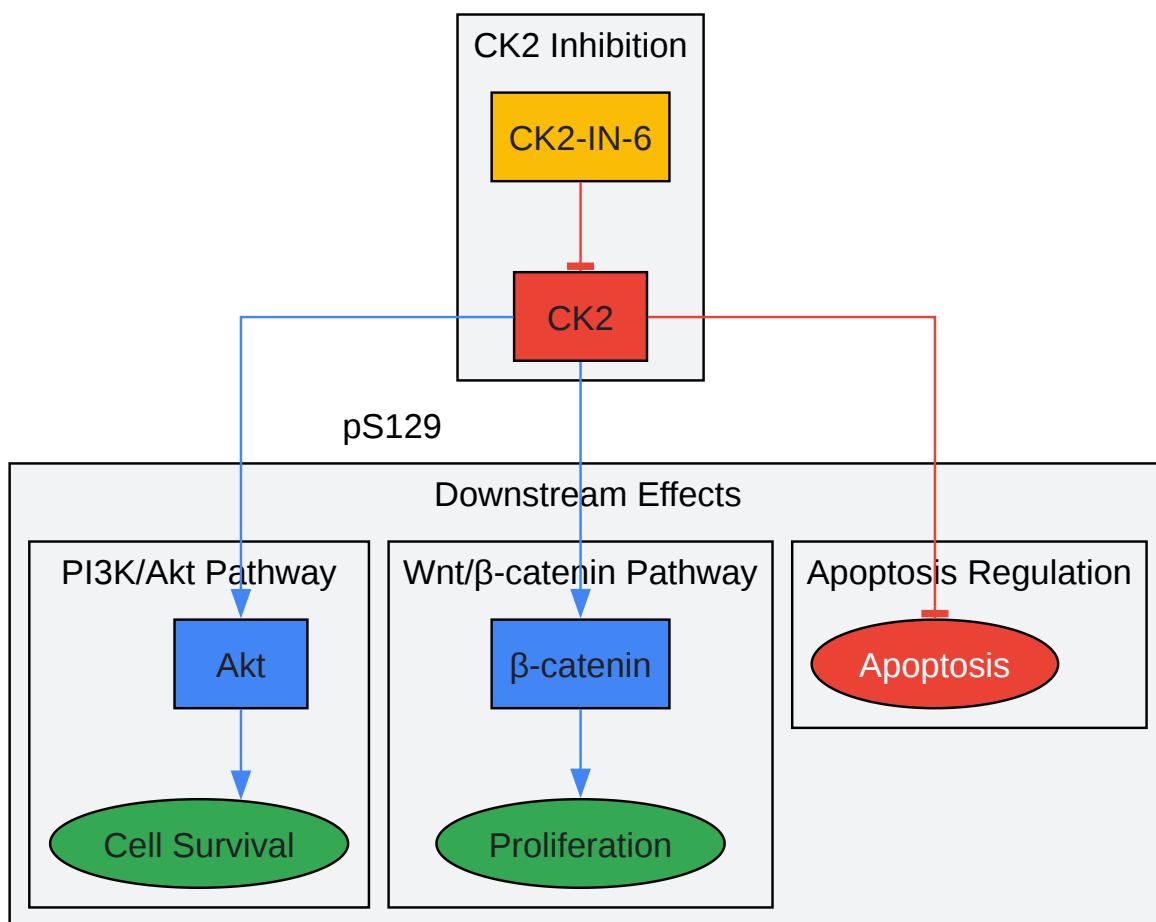 CK2 Inhibition
CK2-IN-6
CK2
pS129
Downstream Effects
PI3K/Akt Pathway
Wnt/β-catenin Pathway
Apoptosis Regulation
Akt
β-catenin
Apoptosis
Cell Survival
Proliferation